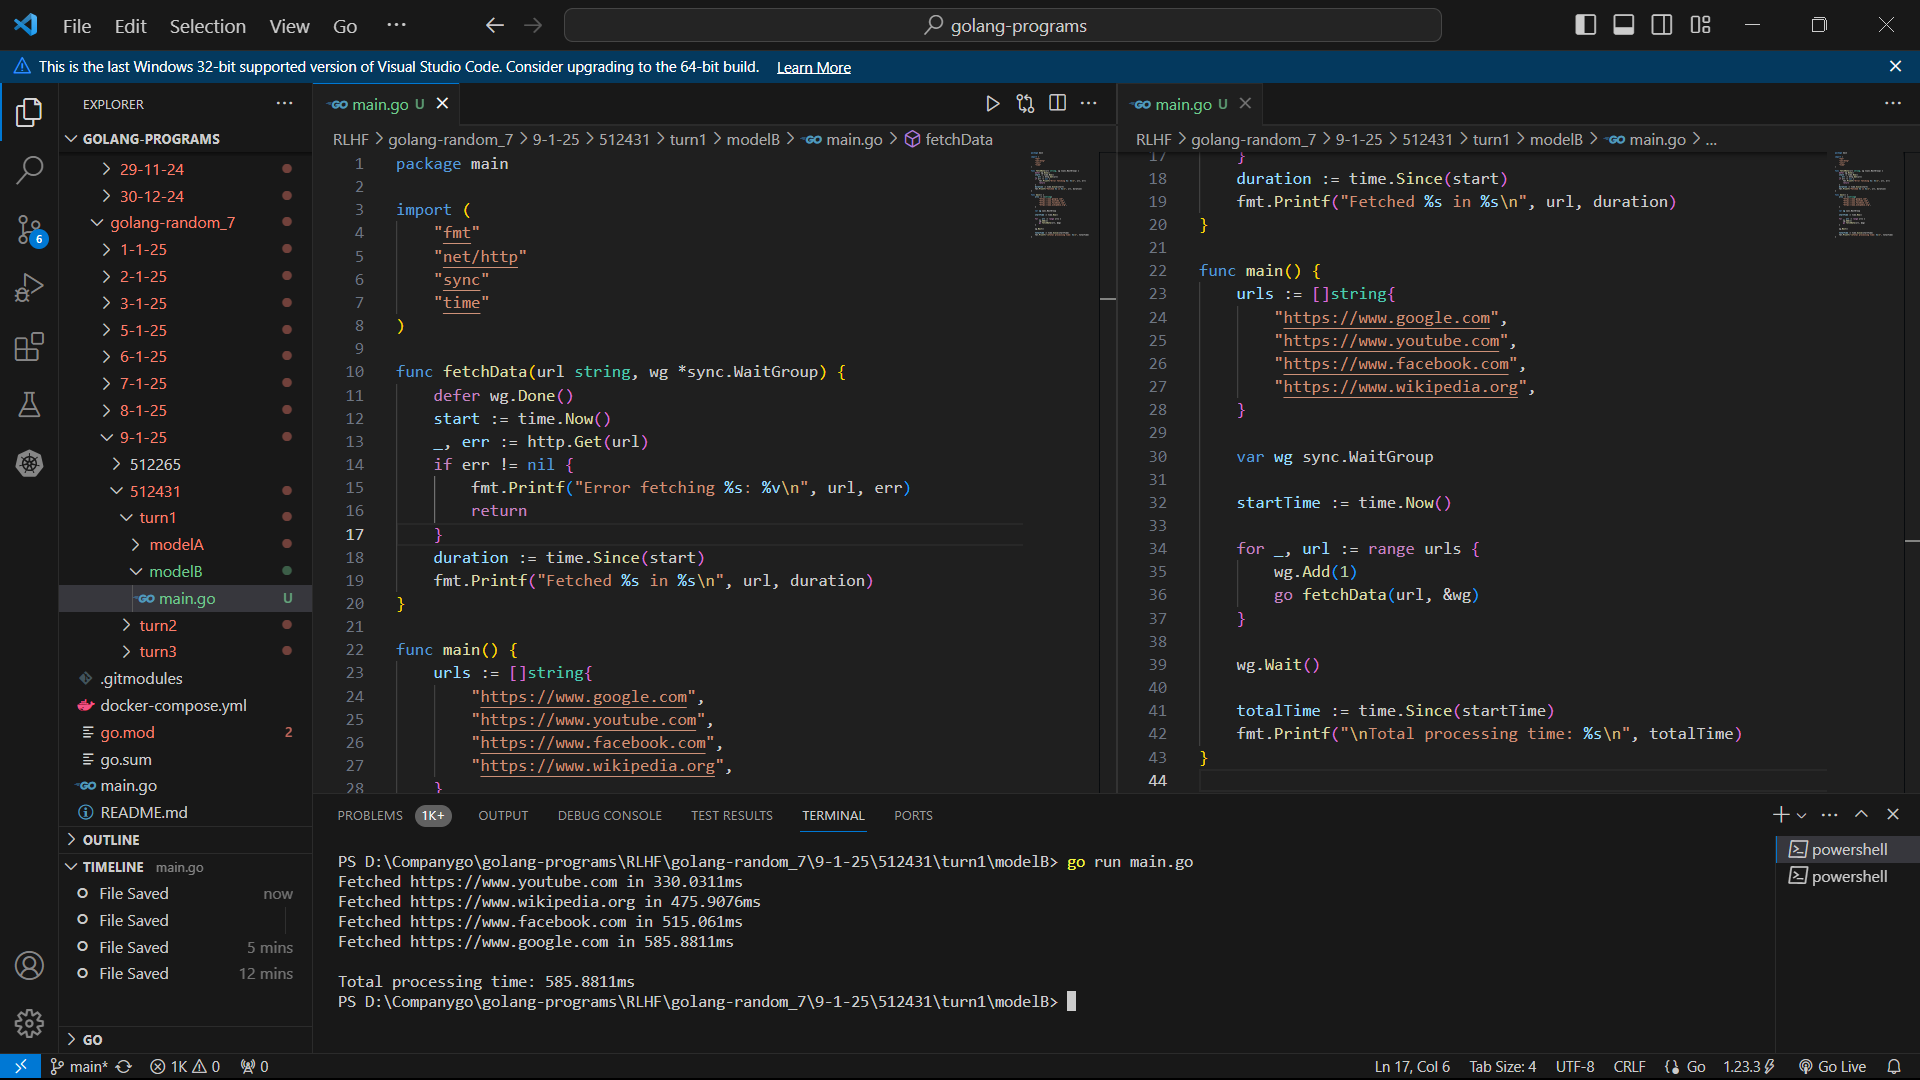 File Edit Selection View Go ··· golang-programs
This is the last Windows 32-bit supported version of Visual Studio Code. Consider upgrading to the 64-bit build. Learn More
EXPLORER
GOLANG-PROGRAMS
29-11-24
30-12-24
golang-random_7
1-1-25
2-1-25
3-1-25
5-1-25
6-1-25
7-1-25
8-1-25
9-1-25
512265
512431
turn1
modelA
modelB
main.go U
turn2
turn3
.gitmodules
docker-compose.yml
go.mod 2
go.sum
main.go
README.md
OUTLINE
TIMELINE main.go
File Saved now
File Saved
File Saved 5 mins
File Saved 12 mins
GO
6
main.go U
RLHF > golang-random_7 > 9-1-25 > 512431 > turn1 > modelB > main.go > fetchData
1 package main
2
3 import (
4 "fmt"
5 "net/http"
6 "sync"
7 "time"
8 )
9
10 func fetchData(url string, wg *sync.WaitGroup) {
11 defer wg.Done()
12 start := time.Now()
13 _, err := http.Get(url)
14 if err != nil {
15 fmt.Printf("Error fetching %s: %v\n", url, err)
16 return
17 }
18 duration := time.Since(start)
19 fmt.Printf("Fetched %s in %s\n", url, duration)
20 }
21
22 func main() {
23 urls := []string{
24 "https://www.google.com",
25 "https://www.youtube.com",
26 "https://www.facebook.com",
27 "https://www.wikipedia.org",
28 }
main.go U
RLHF > golang-random_7 > 9-1-25 > 512431 > turn1 > modelB > main.go > ...
17 }
18 duration := time.Since(start)
19 fmt.Printf("Fetched %s in %s\n", url, duration)
20 }
21
22 func main() {
23 urls := []string{
24 "https://www.google.com",
25 "https://www.youtube.com",
26 "https://www.facebook.com",
27 "https://www.wikipedia.org",
28 }
29
30 var wg sync.WaitGroup
31
32 startTime := time.Now()
33
34 for _, url := range urls {
35 wg.Add(1)
36 go fetchData(url, &wg)
37 }
38
39 wg.Wait()
40
41 totalTime := time.Since(startTime)
42 fmt.Printf("\nTotal processing time: %s\n", totalTime)
43 }
44
PROBLEMS 1K+ OUTPUT DEBUG CONSOLE TEST RESULTS TERMINAL PORTS
PS D:\Companygo\golang-programs\RLHF\golang-random_7\9-1-25\512431\turn1\modelB> go run main.go
Fetched https://www.youtube.com in 330.0311ms
Fetched https://www.wikipedia.org in 475.9076ms
Fetched https://www.facebook.com in 515.061ms
Fetched https://www.google.com in 585.8811ms

Total processing time: 585.8811ms
PS D:\Companygo\golang-programs\RLHF\golang-random_7\9-1-25\512431\turn1\modelB>
powershell
powershell
main* 1K 0 0 Ln 17, Col 6 Tab Size: 4 UTF-8 CRLF Go 1.23.3 Go Live